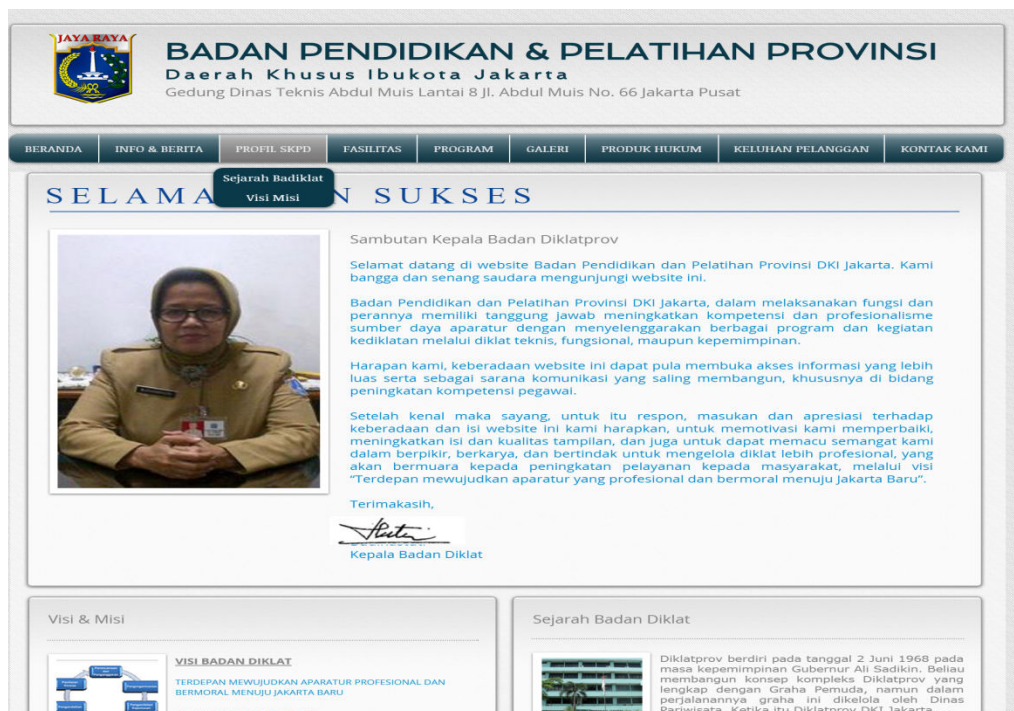 JAYA RAYA
BADAN PENDIDIKAN & PELATIHAN PROVINSI
Daerah Khusus Ibukota Jakarta
Gedung Dinas Teknis Abdul Muis Lantai 8 Jl. Abdul Muis No. 66 Jakarta Pusat
BERANDA INFO & BERITA PROFIL SKPD FASILITAS PROGRAM GALERI PRODUK HUKUM KELUHAN PELANGGAN KONTAK KAMI
Sejarah Badiklat
Visi Misi
SELAMA N SUKSES
Sambutan Kepala Badan Diklatprov
Selamat datang di website Badan Pendidikan dan Pelatihan Provinsi DKI Jakarta. Kami
bangga dan senang saudara mengunjungi website ini.
Badan Pendidikan dan Pelatihan Provinsi DKI Jakarta, dalam melaksanakan fungsi dan
perannya memiliki tanggung jawab meningkatkan kompetensi dan profesionalisme
sumber daya aparatur dengan menyelenggarakan berbagai program dan kegiatan
kediklatan melalui diklat teknis, fungsional, maupun kepemimpinan.
Harapan kami, keberadaan website ini dapat pula membuka akses informasi yang lebih
luas serta sebagai sarana komunikasi yang saling membangun, khususnya di bidang
peningkatan kompetensi pegawai.
Setelah kenal maka sayang, untuk itu respon, masukan dan apresiasi terhadap
keberadaan dan isi website ini kami harapkan, untuk memotivasi kami memperbaiki,
meningkatkan isi dan kualitas tampilan, dan juga untuk dapat memacu semangat kami
dalam berpikir, berkarya, dan bertindak untuk mengelola diklat lebih profesional, yang
akan bermuara kepada peningkatan pelayanan kepada masyarakat, melalui visi
“Terdepan mewujudkan aparatur yang profesional dan bermoral menuju Jakarta Baru”.
Terimakasih,
Kepala Badan Diklat
Visi & Misi
VISI BADAN DIKLAT
TERDEPAN MEWUJUDKAN APARATUR PROFESIONAL DAN
BERMORAL MENUJU JAKARTA BARU
Sejarah Badan Diklat
Diklatprov berdiri pada tanggal 2 Juni 1968 pada
masa kepemimpinan Gubernur Ali Sadikin. Beliau
membangun konsep kompleks Diklatprov yang
lengkap dengan Graha Pemuda, namun dalam
perjalanannya graha ini dikelola oleh Dinas
Pariwisata. Ketika itu Diklatprov DKI Jakarta